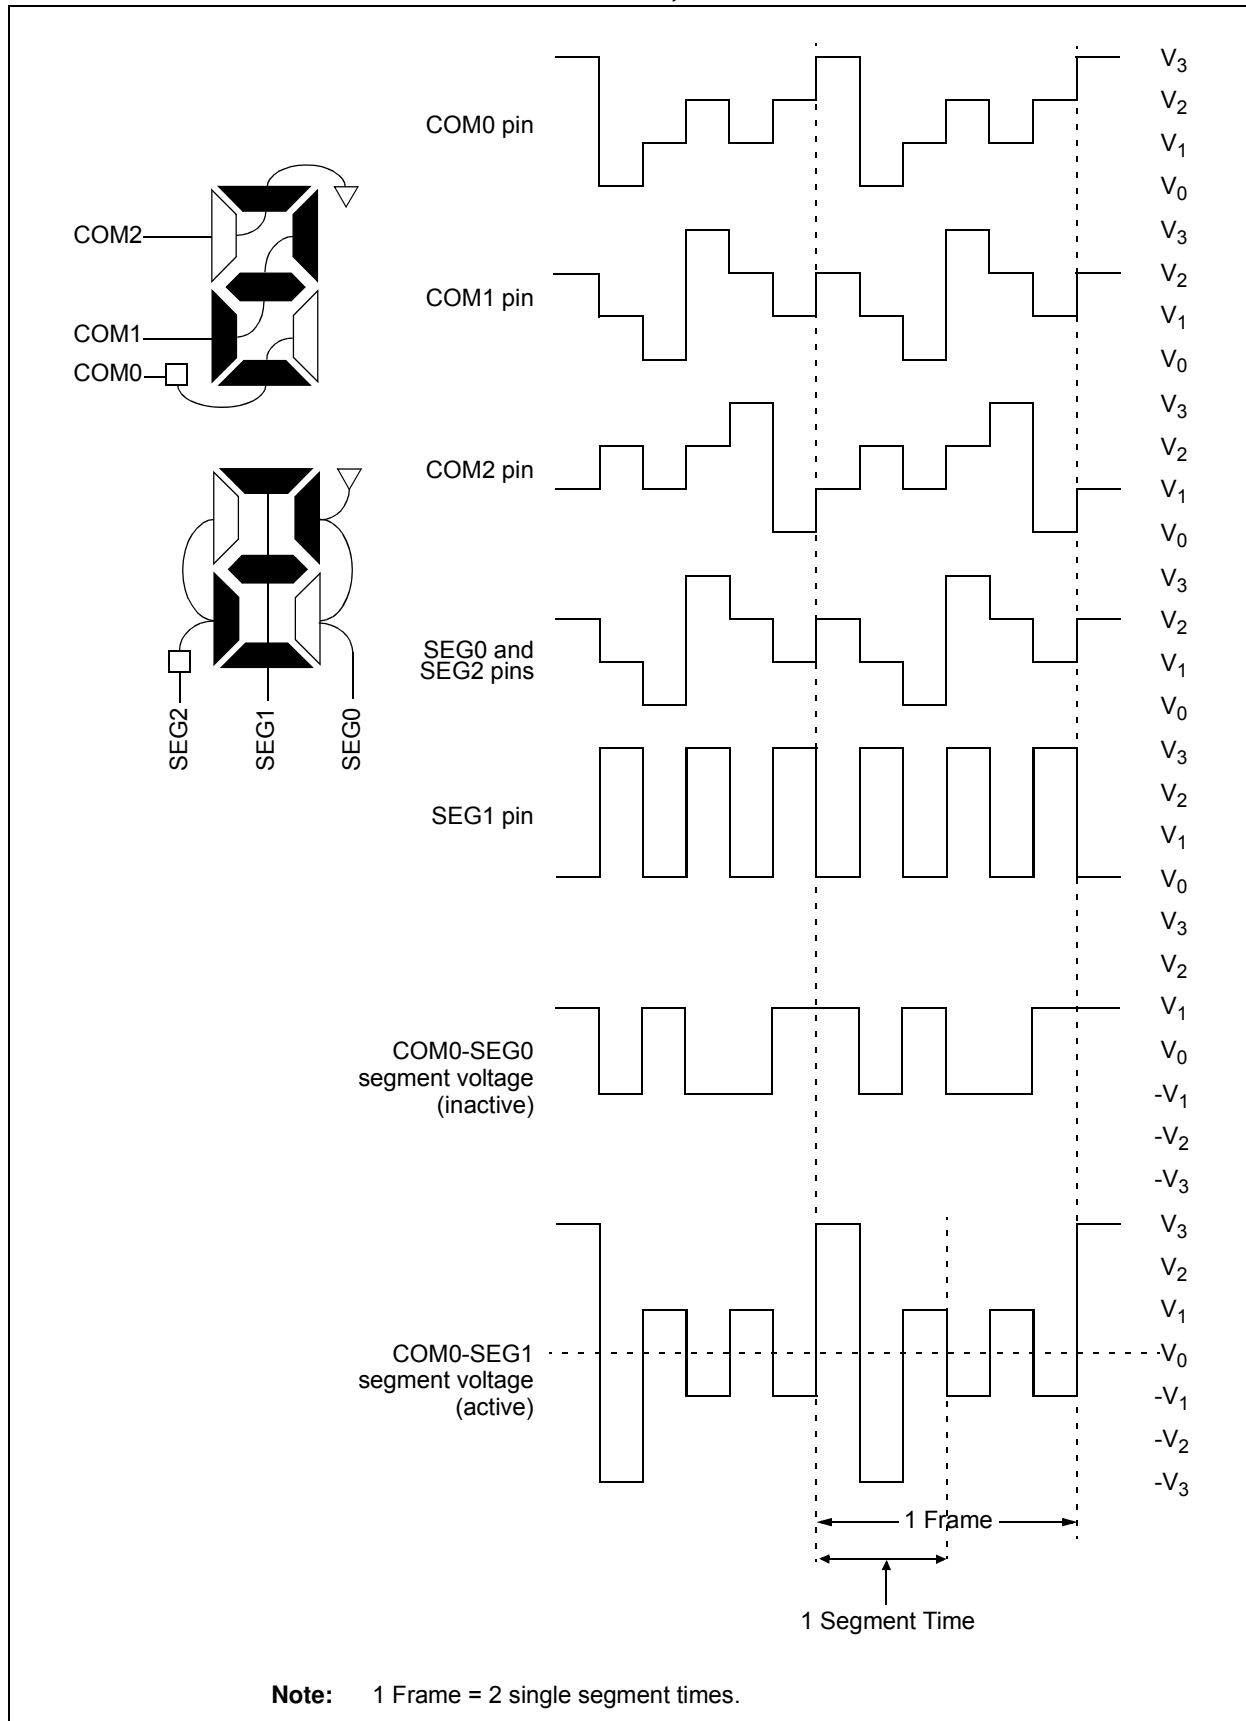 COM0 pin
V3
V2
V1
V0
COM2
COM1
COM0
COM1 pin
V3
V2
V1
V0
COM2 pin
V3
V2
V1
V0
SEG2
SEG1
SEG0
SEG0 and
SEG2 pins
V3
V2
V1
V0
SEG1 pin
V3
V2
V1
V0
COM0-SEG0
segment voltage
(inactive)
V3
V2
V1
V0
-V1
-V2
-V3
COM0-SEG1
segment voltage
(active)
V3
V2
V1
V0
-V1
-V2
-V3
1 Frame
1 Segment Time
Note: 1 Frame = 2 single segment times.